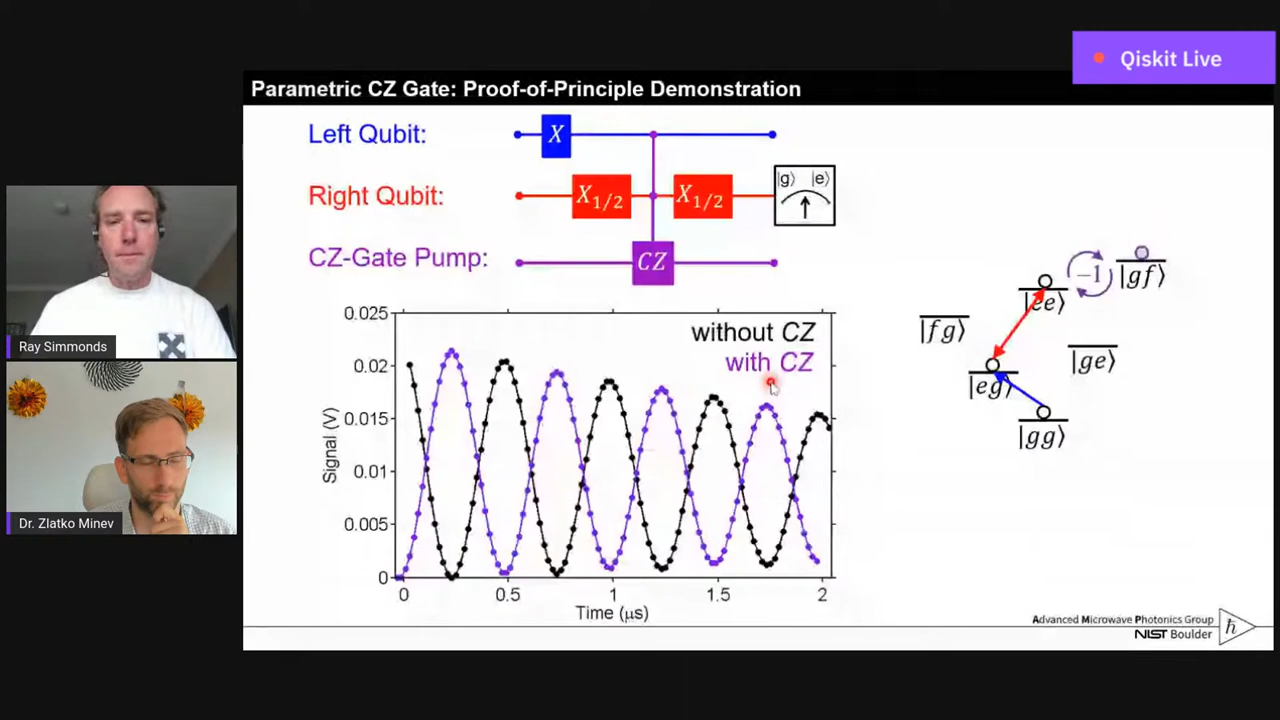 Qiskit Live
Parametric CZ Gate: Proof-of-Principle Demonstration
Left Qubit:
X
Right Qubit:
X1/2
X1/2
|g⟩ |e⟩
CZ-Gate Pump:
CZ
Ray Simmonds
Dr. Zlatko Minev
without CZ
with CZ
Signal (V)
0.025
0.02
0.015
0.01
0.005
0
0 0.5 1 1.5 2
Time (μs)
−1
|gf⟩
|ee⟩
|fg⟩
|ge⟩
|eg⟩
|gg⟩
Advanced Microwave Photonics Group
NIST Boulder
ℏ